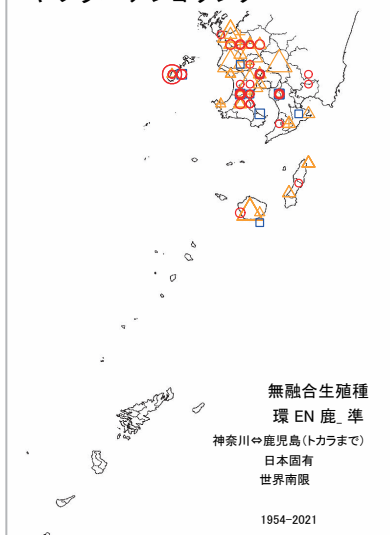 無融合生殖種
環 EN 鹿_ 準
神奈川⇔鹿児島(トカラまで)
日本固有
世界南限
1954-2021